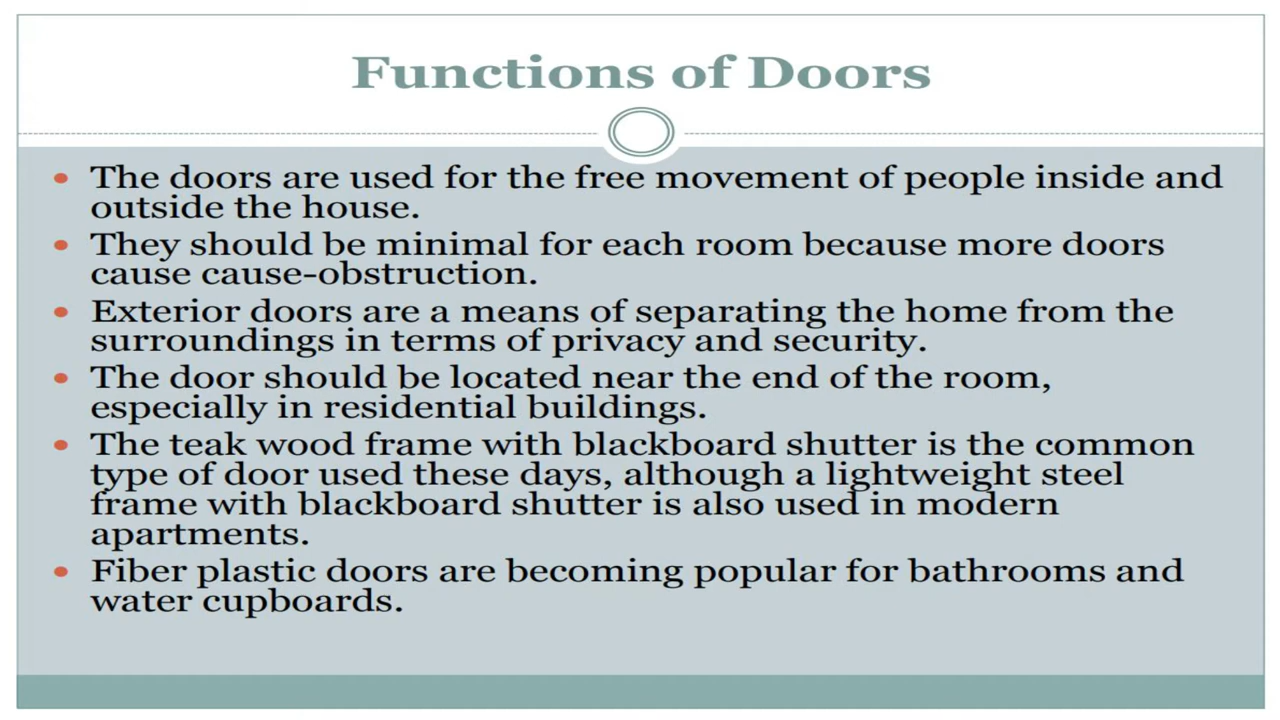 Functions of Doors
• The doors are used for the free movement of people inside and
outside the house.
• They should be minimal for each room because more doors
cause cause-obstruction.
• Exterior doors are a means of separating the home from the
surroundings in terms of privacy and security.
• The door should be located near the end of the room,
especially in residential buildings.
• The teak wood frame with blackboard shutter is the common
type of door used these days, although a lightweight steel
frame with blackboard shutter is also used in modern
apartments.
• Fiber plastic doors are becoming popular for bathrooms and
water cupboards.